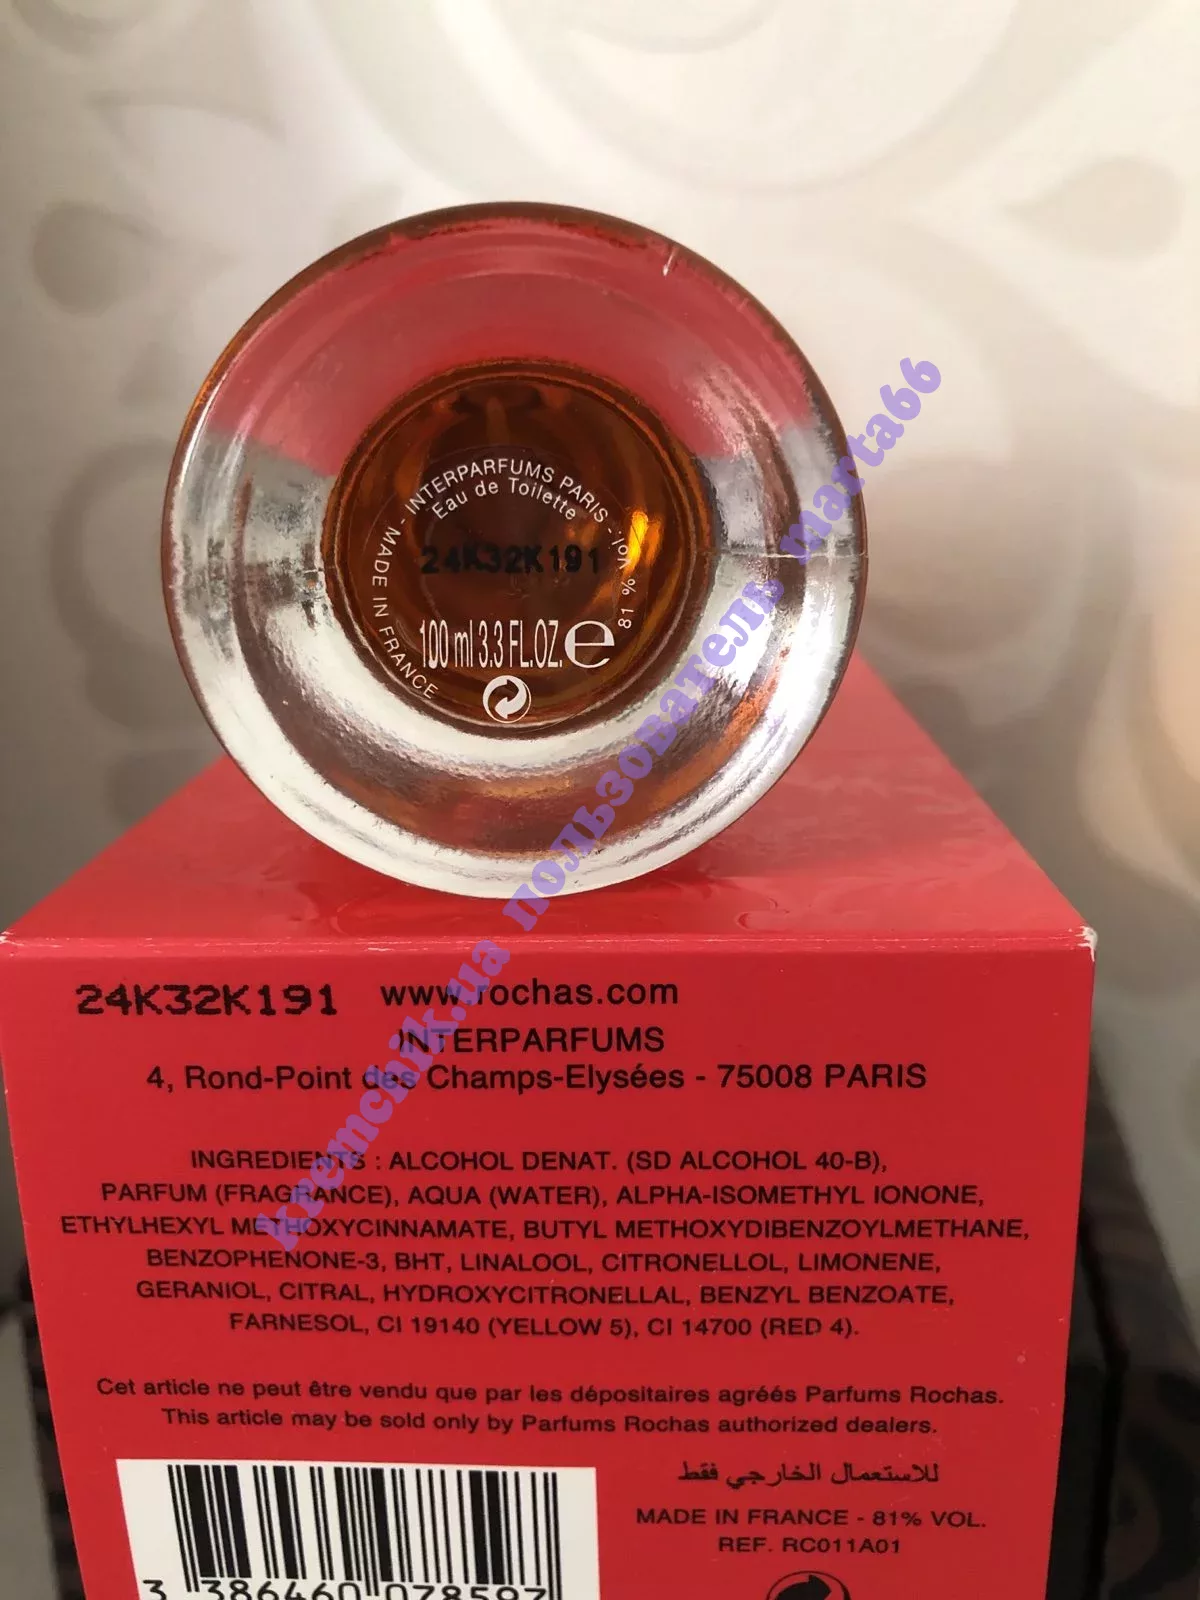 MADE IN FRANCE - INTERPARFUMS PARIS - 81 % Vol.
Eau de Toilette
24K32K191
100 ml 3.3 FL.OZ. e
24K32K191 www.rochas.com
INTERPARFUMS
4, Rond-Point des Champs-Elysées - 75008 PARIS
INGREDIENTS : ALCOHOL DENAT. (SD ALCOHOL 40-B),
PARFUM (FRAGRANCE), AQUA (WATER), ALPHA-ISOMETHYL IONONE,
ETHYLHEXYL METHOXYCINNAMATE, BUTYL METHOXYDIBENZOYLMETHANE,
BENZOPHENONE-3, BHT, LINALOOL, CITRONELLOL, LIMONENE,
GERANIOL, CITRAL, HYDROXYCITRONELLAL, BENZYL BENZOATE,
FARNESOL, CI 19140 (YELLOW 5), CI 14700 (RED 4).
Cet article ne peut être vendu que par les dépositaires agréés Parfums Rochas.
This article may be sold only by Parfums Rochas authorized dealers.
للاستعمال الخارجي فقط
MADE IN FRANCE - 81% VOL.
REF. RC011A01
3 386460 078597
kremchik.ua пользователь marta66